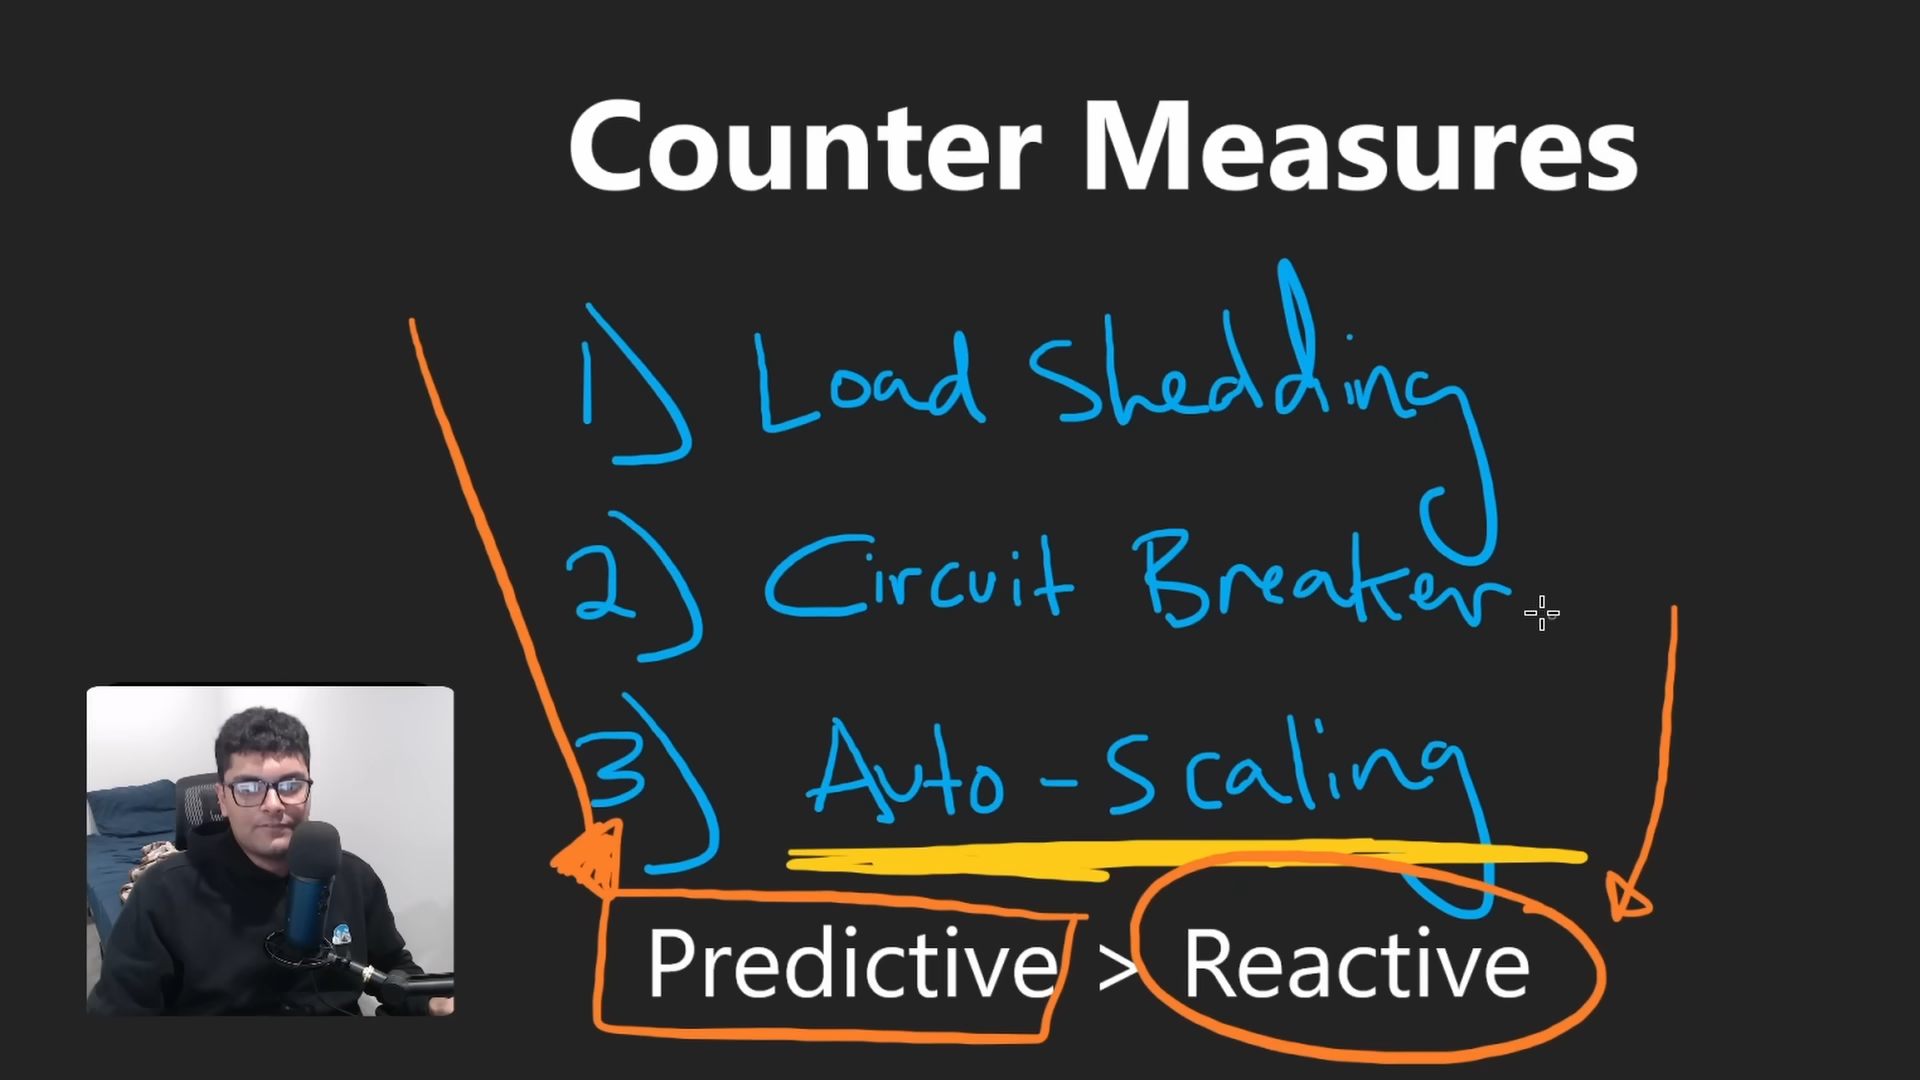 Counter Measures
1) Load Shedding
2) Circuit Breaker
3) Auto-Scaling
Predictive > Reactive